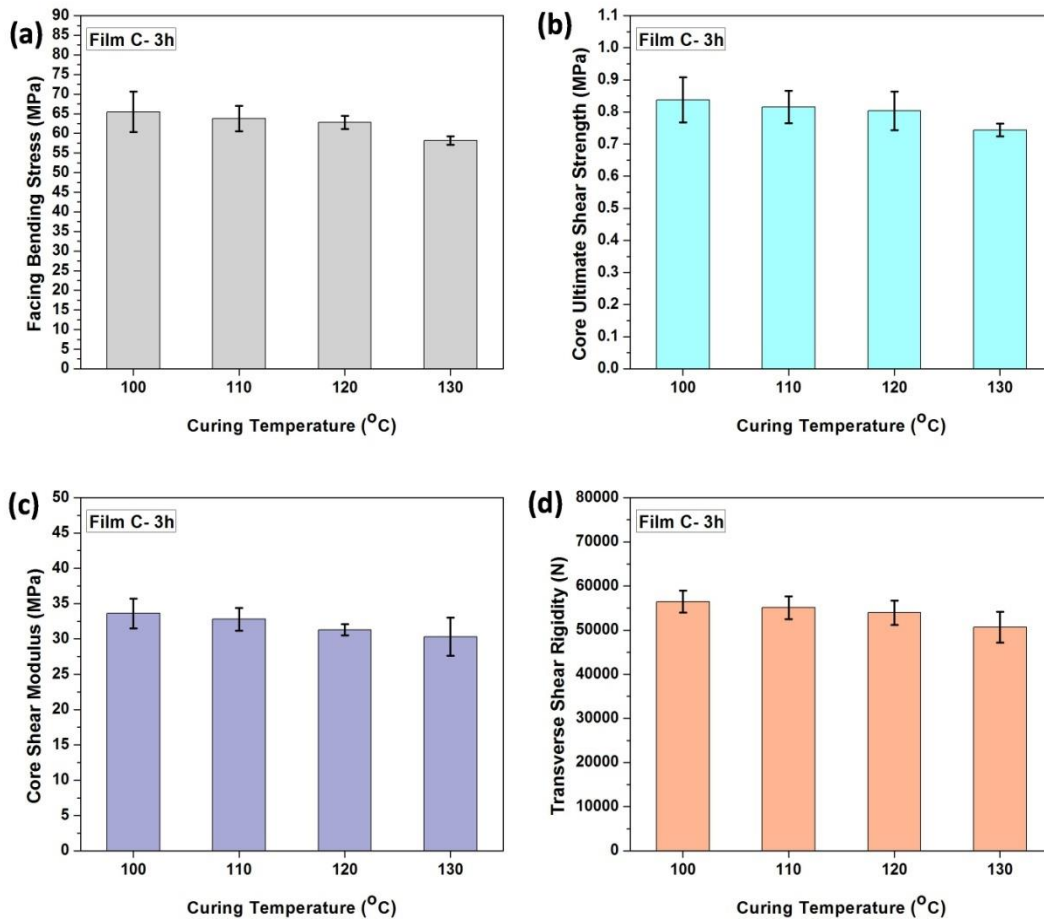 (a)
Film C- 3h
Facing Bending Stress (MPa)
90
85
80
75
70
65
60
55
50
45
40
35
30
25
20
15
10
5
0
100 110 120 130
Curing Temperature (°C)
(b)
Film C- 3h
Core Ultimate Shear Strength (MPa)
1.1
1.0
0.9
0.8
0.7
0.6
0.5
0.4
0.3
0.2
0.1
0.0
100 110 120 130
Curing Temperature (°C)
(c)
Film C- 3h
Core Shear Modulus (MPa)
50
45
40
35
30
25
20
15
10
5
0
100 110 120 130
Curing Temperature (°C)
(d)
Film C- 3h
Transverse Shear Rigidity (N)
80000
70000
60000
50000
40000
30000
20000
10000
0
100 110 120 130
Curing Temperature (°C)